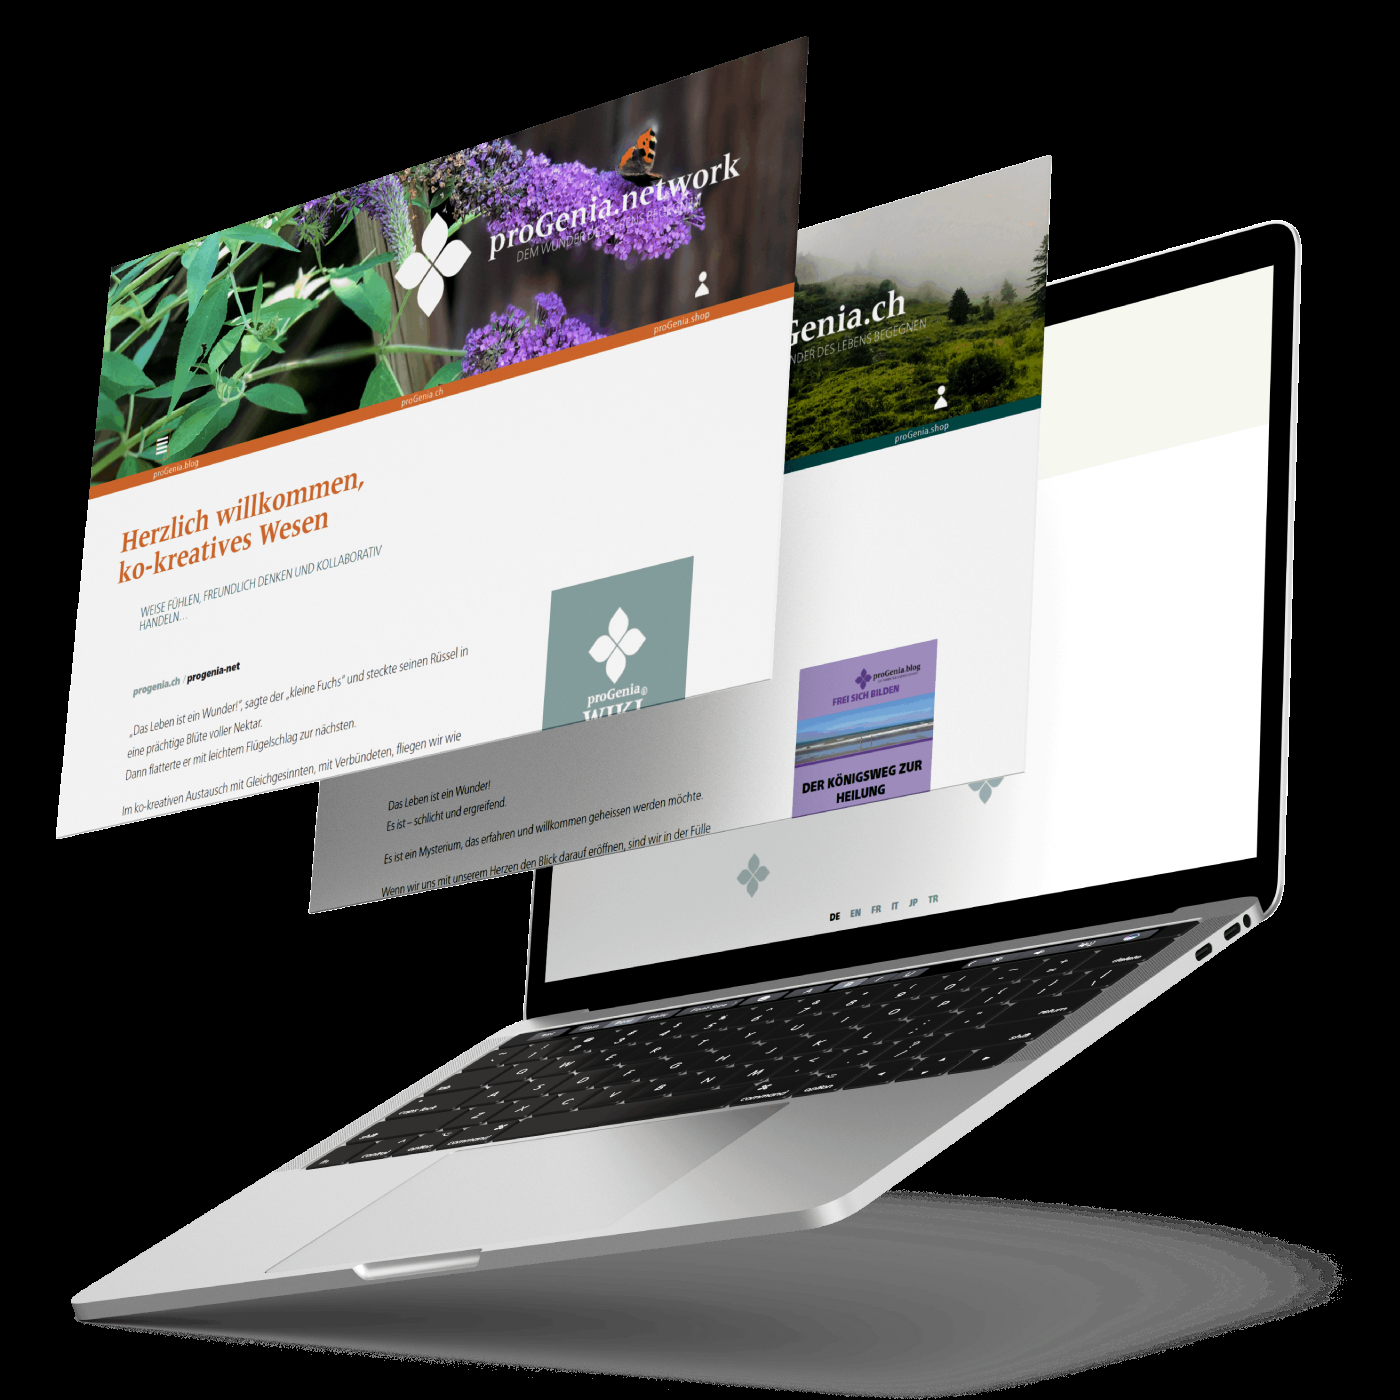 proGenia.network
DEM WUNDER DES LEBENS BEGEGNEN
proGenia.blog
proGenia.ch
proGenia.shop
Herzlich willkommen,
ko-kreatives Wesen
WEISE FÜHLEN, FREUNDLICH DENKEN UND KOLLABORATIV
HANDELN…
progenia.ch / progenia-net
„Das Leben ist ein Wunder!“, sagte der „kleine Fuchs“ und steckte seinen Rüssel in
eine prächtige Blüte voller Nektar.
Dann flatterte er mit leichtem Flügelschlag zur nächsten.
Im ko-kreativen Austausch mit Gleichgesinnten, mit Verbündeten, fliegen wir wie
proGenia®
WIKI
Genia.ch
NDER DES LEBENS BEGEGNEN
proGenia.shop
proGenia.blog
FREI SICH BILDEN
DER KÖNIGSWEG ZUR
HEILUNG
Das Leben ist ein Wunder!
Es ist – schlicht und ergreifend.
Es ist ein Mysterium, das erfahren und willkommen geheissen werden möchte.
Wenn wir uns mit unserem Herzen den Blick darauf eröffnen, sind wir in der Fülle
DE EN FR IT JP TR